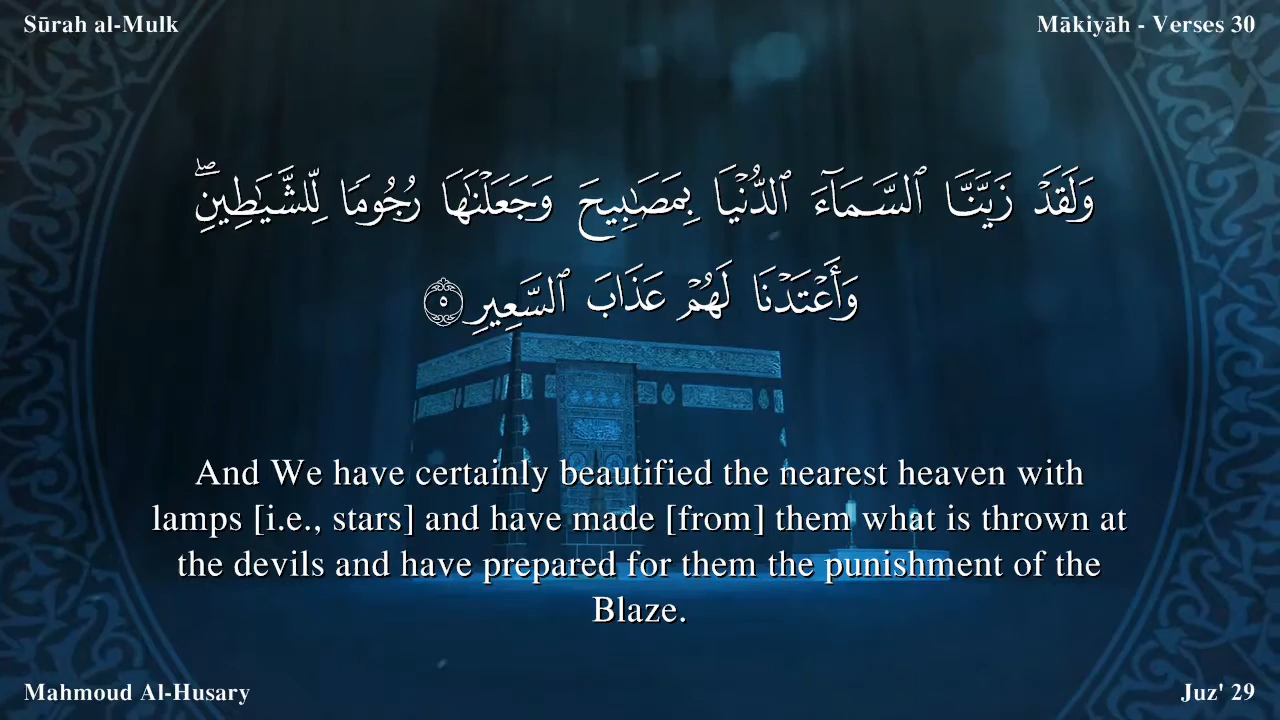 Sūrah al-Mulk
Mākiyāh - Verses 30
وَلَقَدْ زَيَّنَّا ٱلسَّمَآءَ ٱلدُّنْيَا بِمَصَـٰبِيحَ وَجَعَلْنَـٰهَا رُجُومًا لِّلشَّيَـٰطِينِ ۖ
وَأَعْتَدْنَا لَهُمْ عَذَابَ ٱلسَّعِيرِ ٥
And We have certainly beautified the nearest heaven with
lamps [i.e., stars] and have made [from] them what is thrown at
the devils and have prepared for them the punishment of the
Blaze.
Mahmoud Al-Husary
Juz' 29